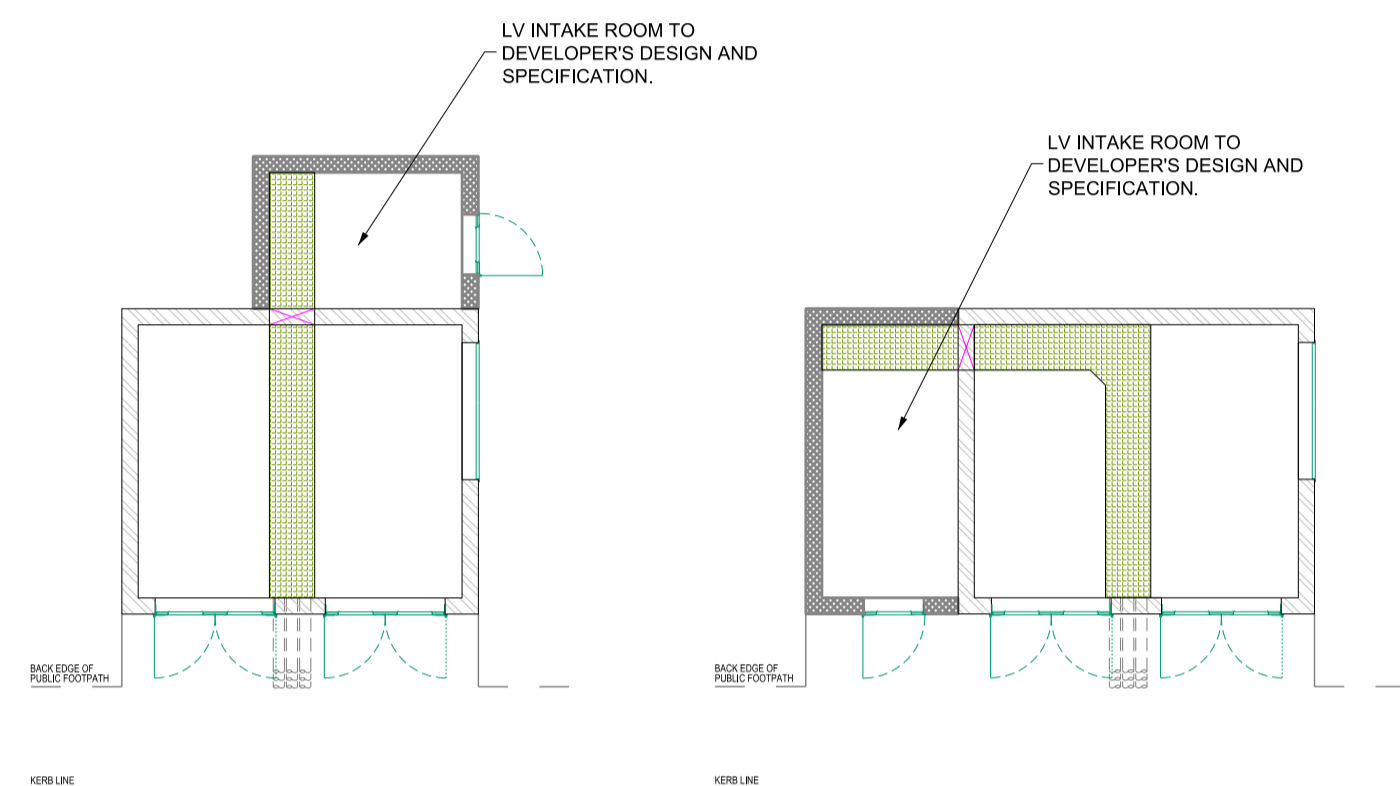 LV INTAKE ROOM TO
DEVELOPER'S DESIGN AND
SPECIFICATION.
LV INTAKE ROOM TO
DEVELOPER'S DESIGN AND
SPECIFICATION.
BACK EDGE OF
PUBLIC FOOTPATH
BACK EDGE OF
PUBLIC FOOTPATH
KERB LINE
KERB LINE